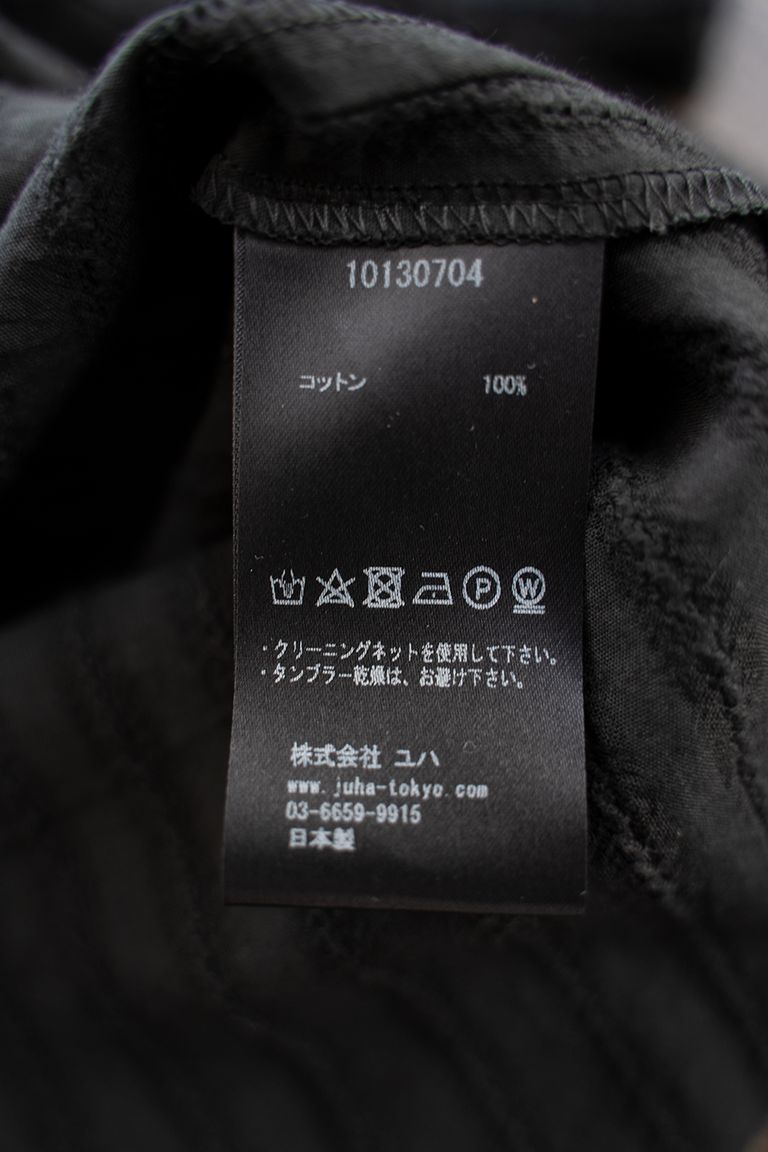 10130704
コットン 100%
P W
・クリーニングネットを使用して下さい。
・タンブラー乾燥は、お避け下さい。
株式会社 ユハ
www.juha-tokyo.com
03-6659-9915
日本製